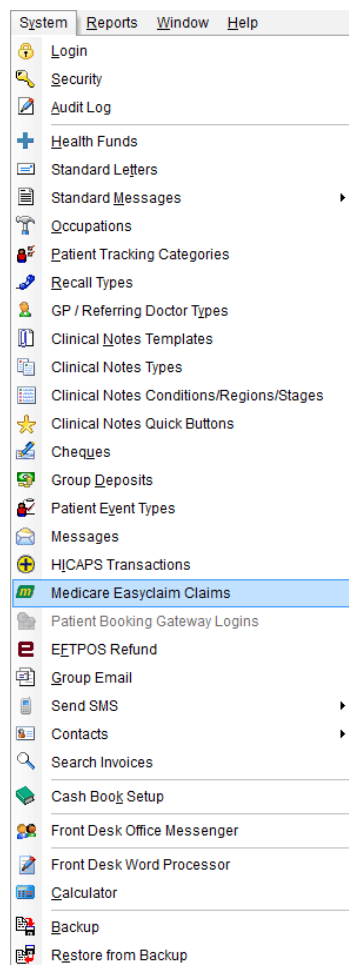 System Reports Window Help
Login
Security
Audit Log
Health Funds
Standard Letters
Standard Messages
Occupations
Patient Tracking Categories
Recall Types
GP / Referring Doctor Types
Clinical Notes Templates
Clinical Notes Types
Clinical Notes Conditions/Regions/Stages
Clinical Notes Quick Buttons
Cheques
Group Deposits
Patient Event Types
Messages
HICAPS Transactions
Medicare Easyclaim Claims
Patient Booking Gateway Logins
EFTPOS Refund
Group Email
Send SMS
Contacts
Search Invoices
Cash Book Setup
Front Desk Office Messenger
Front Desk Word Processor
Calculator
Backup
Restore from Backup